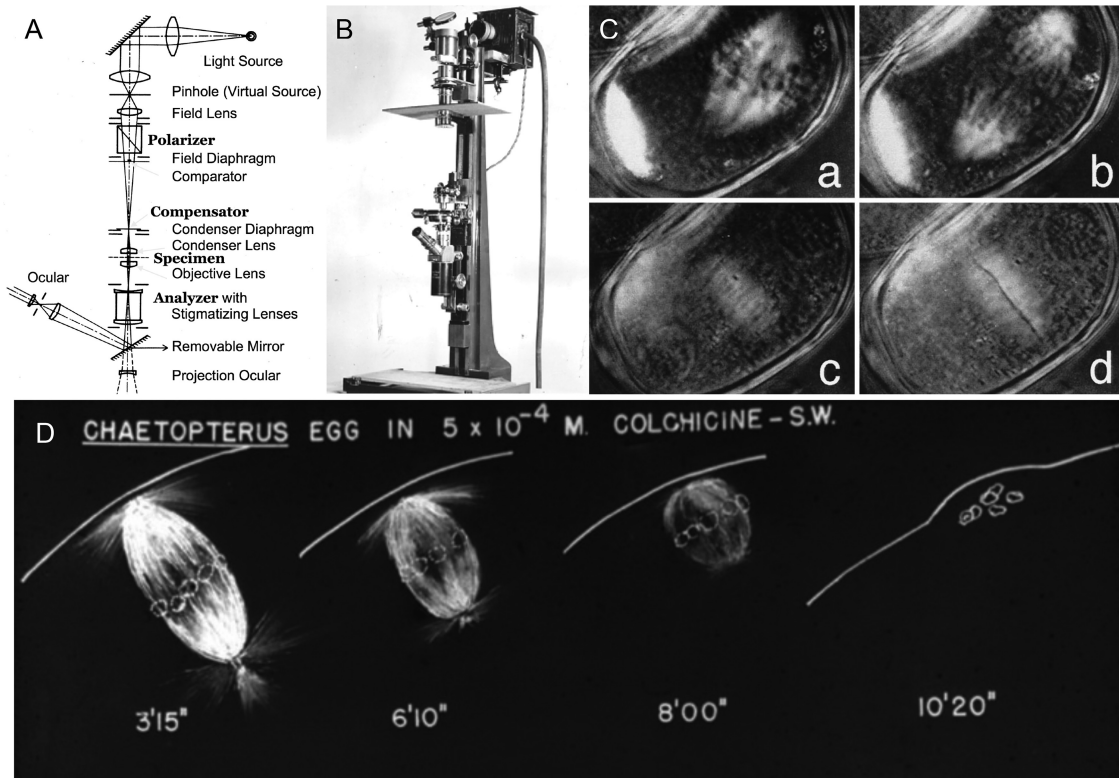 A
Light Source
Pinhole (Virtual Source)
Field Lens
Polarizer
Field Diaphragm
Comparator
Compensator
Condenser Diaphragm
Condenser Lens
Specimen
Objective Lens
Ocular
Analyzer with
Stigmatizing Lenses
Removable Mirror
Projection Ocular
B
C
a
b
c
d
D
CHAETOPTERUS EGG IN 5 x 10⁻⁴ M. COLCHICINE – S.W.
3'15"
6'10"
8'00"
10'20"